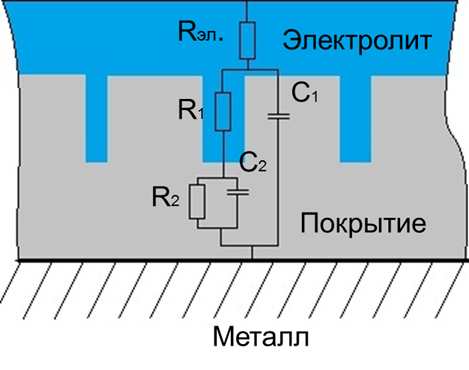 Rэл.
Электролит
R1
C1
C2
R2
Покрытие
Металл